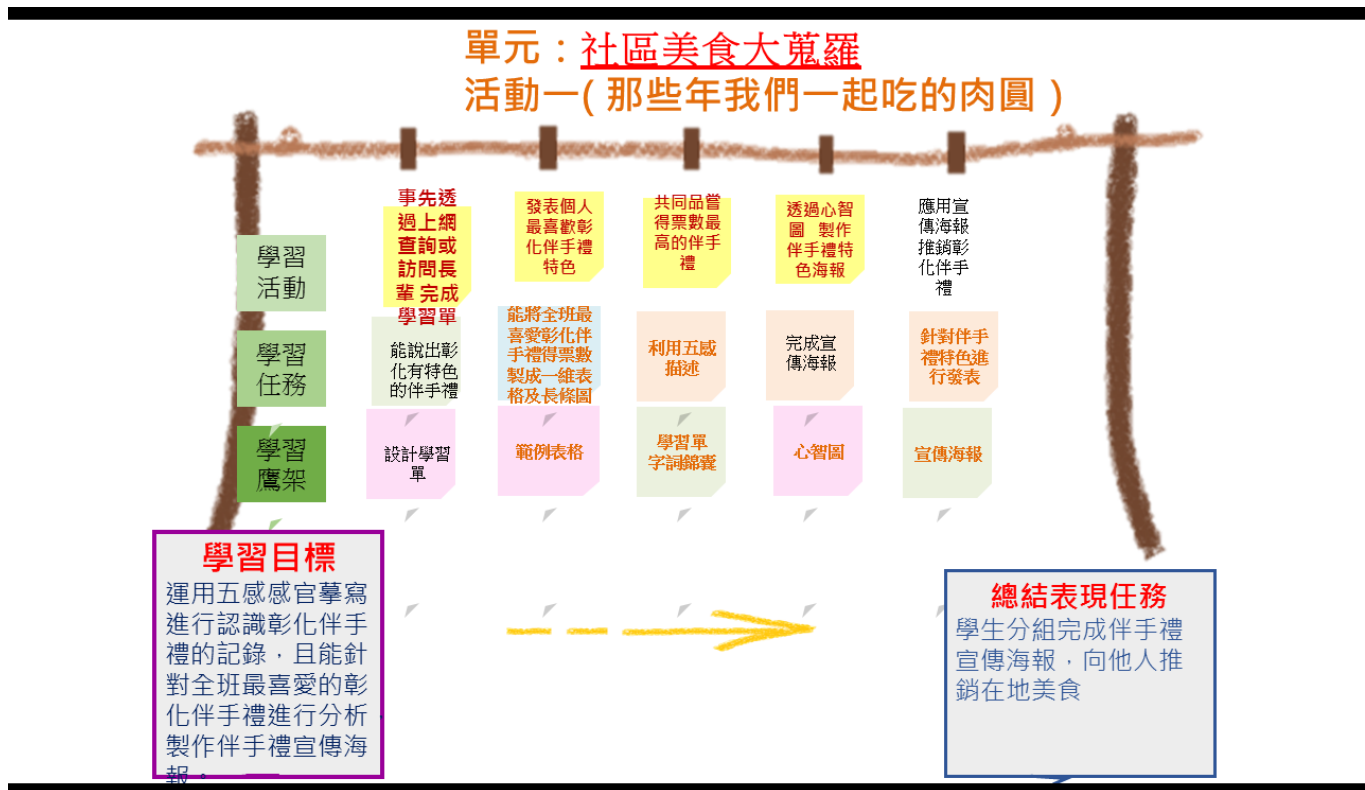 單元：社區美食大蒐羅
活動一( 那些年我們一起吃的肉圓 )
學習
活動
事先透
過上網
查詢或
訪問長
輩 完成
學習單
發表個人
最喜歡彰
化伴手禮
特色
共同品嘗
得票數最
高的伴手
禮
透過心智
圖 製作
伴手禮特
色海報
應用宣
傳海報
推銷彰
化伴手
禮
學習
任務
能說出彰
化有特色
的伴手禮
能將全班最
喜愛彰化伴
手禮得票數
製成一維表
格及長條圖
利用五感
描述
完成宣
傳海報
針對伴手
禮特色進
行發表
學習
鷹架
設計學習
單
範例表格
學習單
字詞錦囊
心智圖
宣傳海報
學習目標
運用五感感官摹寫
進行認識彰化伴手
禮的記錄，且能針
對全班最喜愛的彰
化伴手禮進行分析，
製作伴手禮宣傳海
報。
總結表現任務
學生分組完成伴手禮
宣傳海報，向他人推
銷在地美食